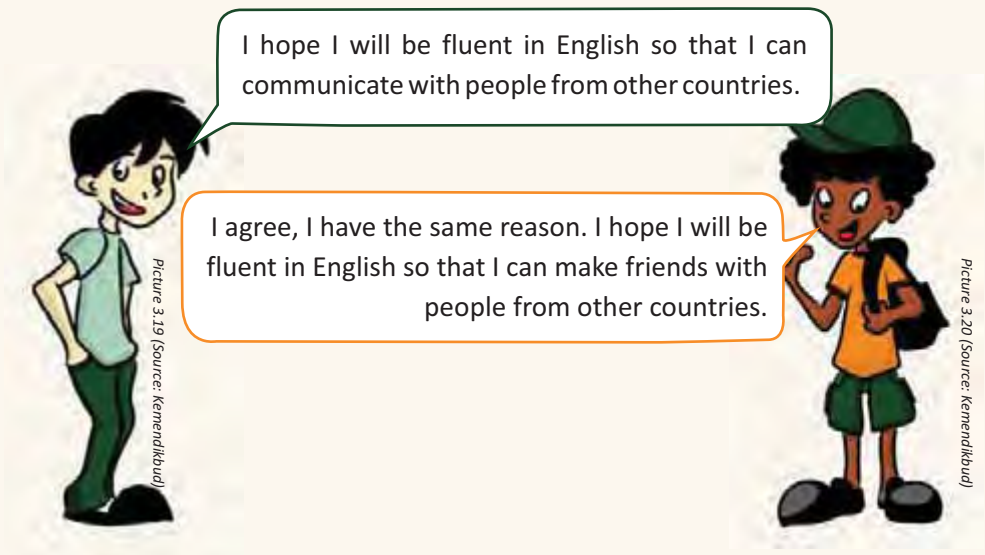 I hope I will be fluent in English so that I can
communicate with people from other countries.
I agree, I have the same reason. I hope I will be
fluent in English so that I can make friends with
people from other countries.
Picture 3.19 (Source: Kemendikbud)
Picture 3.20 (Source: Kemendikbud)